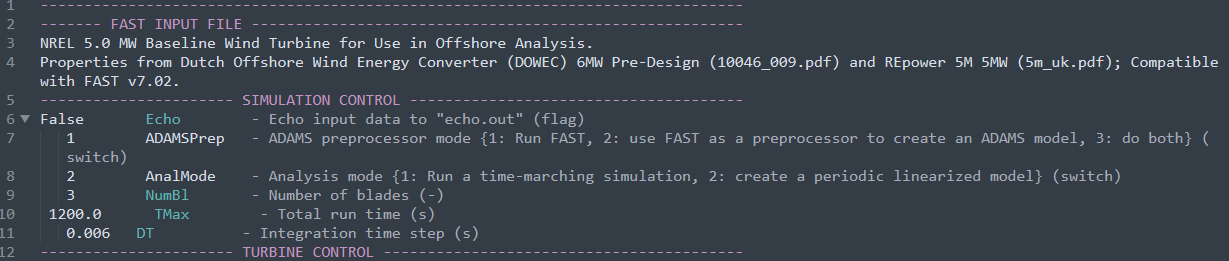 1 --------------------------------------------------------------------------------
2 ------- FAST INPUT FILE --------------------------------------------------------
3 NREL 5.0 MW Baseline Wind Turbine for Use in Offshore Analysis.
4 Properties from Dutch Offshore Wind Energy Converter (DOWEC) 6MW Pre-Design (10046_009.pdf) and REpower 5M 5MW (5m_uk.pdf); Compatible
with FAST v7.02.
5 ---------------------- SIMULATION CONTROL --------------------------------------
6 False       Echo        - Echo input data to "echo.out" (flag)
7    1        ADAMSPrep   - ADAMS preprocessor mode {1: Run FAST, 2: use FAST as a preprocessor to create an ADAMS model, 3: do both} (
switch)
8    2        AnalMode    - Analysis mode {1: Run a time-marching simulation, 2: create a periodic linearized model} (switch)
9    3        NumBl       - Number of blades (-)
10  1200.0      TMax        - Total run time (s)
11    0.006   DT          - Integration time step (s)
12 ---------------------- TURBINE CONTROL -----------------------------------------